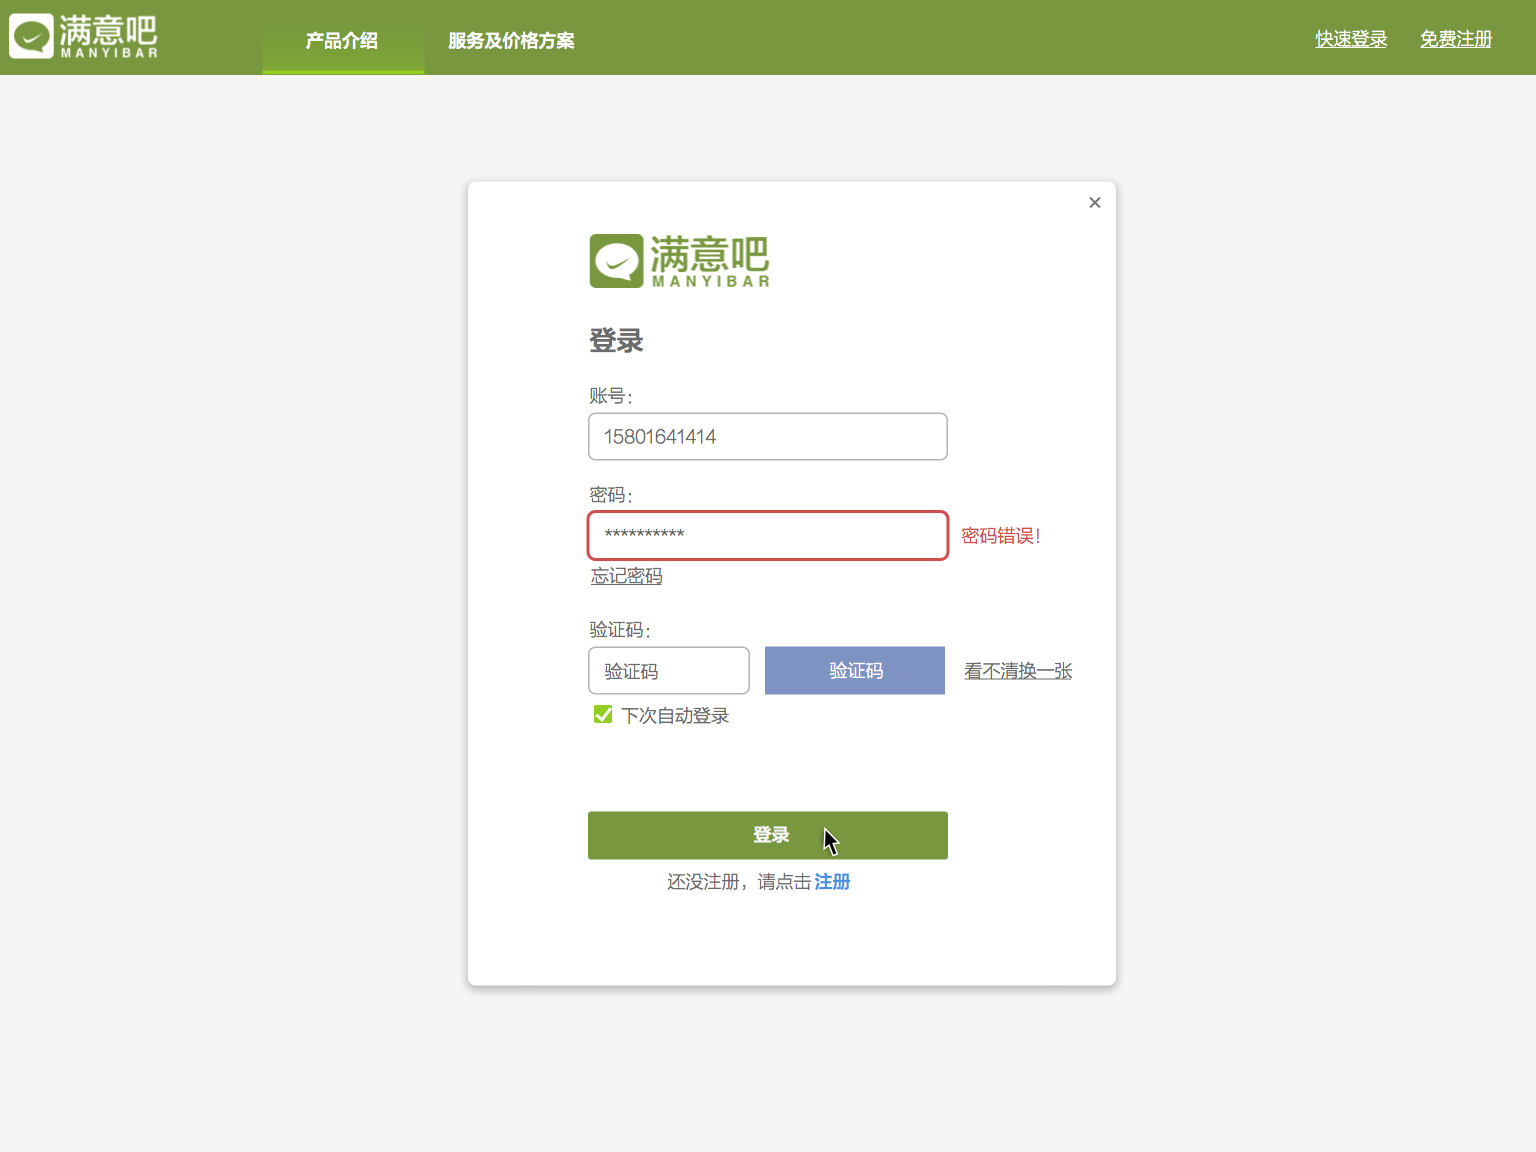 满意吧
MANYIBAR
产品介绍
服务及价格方案
快速登录
免费注册
×
满意吧
MANYIBAR
登录
账号：
15801641414
密码：
**********
密码错误！
忘记密码
验证码：
验证码
验证码
看不清换一张
下次自动登录
登录
还没注册，请点击 注册